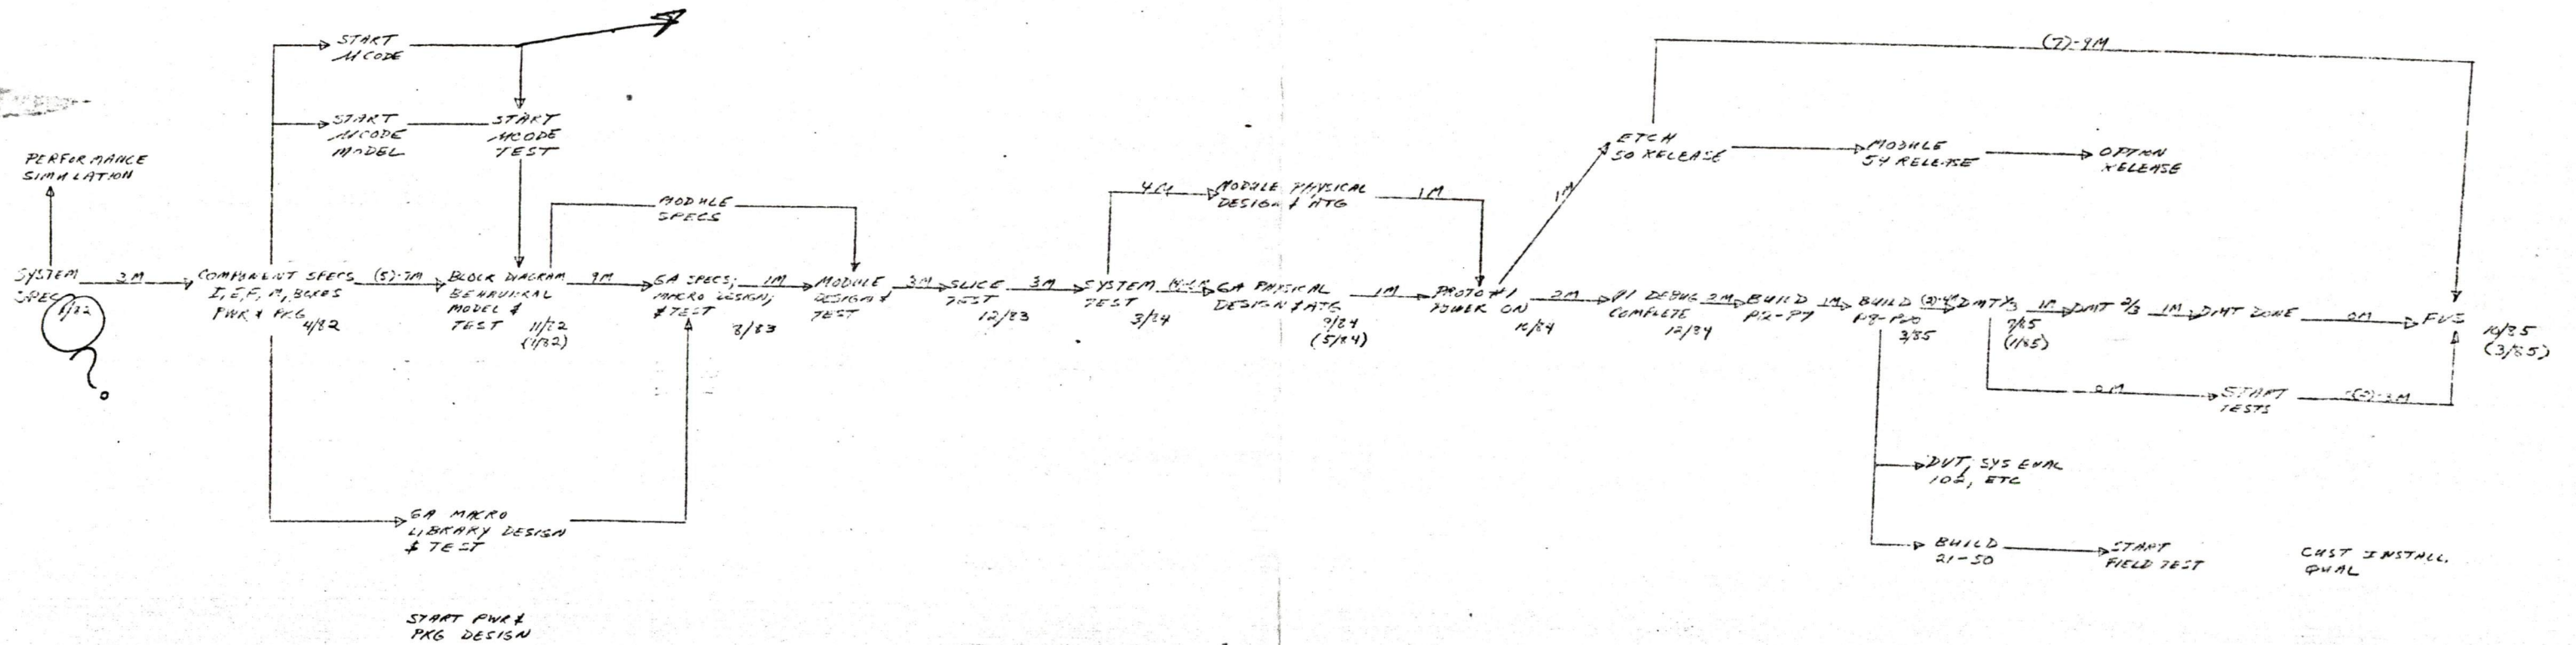 START
µCODE
START
µCODE
MODEL
START
µCODE
TEST
PERFORMANCE
SIMULATION
MODULE
SPECS
SYSTEM
SPEC
1/82
3M
COMPONENT SPECS
I, E, F, M, BOXES
PWR & PKG
4/82
(5)-7M
BLOCK DIAGRAM
BEHAVIORAL
MODEL &
TEST
11/82
9M
GA SPECS;
MACRO DESIGN;
& TEST
8/83
1M
MODULE
DESIGN &
TEST
3M
SLICE
TEST
12/83
3M
SYSTEM
TEST
3/84
4M
MODULE PHYSICAL
DESIGN & ATG
1M
GA PHYSICAL
DESIGN & ATG
9/84
(5/84)
1M
PROTO #1
POWER ON
10/84
1M
ETCH
50 RELEASE
MODULE
54 RELEASE
OPTION
RELEASE
(7)-9M
2M
P1 DEBUG
COMPLETE
12/84
2M
BUILD
P2-P7
1M
BUILD
P8-P20
3/85
DMT 1/3
7/85
(1/85)
1M
DMT 2/3
1M
DMT DONE
FVS
10/85
(3/85)
START
TESTS
DVT, SYS EVAL
102, ETC
BUILD
21-50
START
FIELD TEST
CUST INSTALL.
QUAL
GA MACRO
LIBRARY DESIGN
& TEST
START PWR &
PKG DESIGN